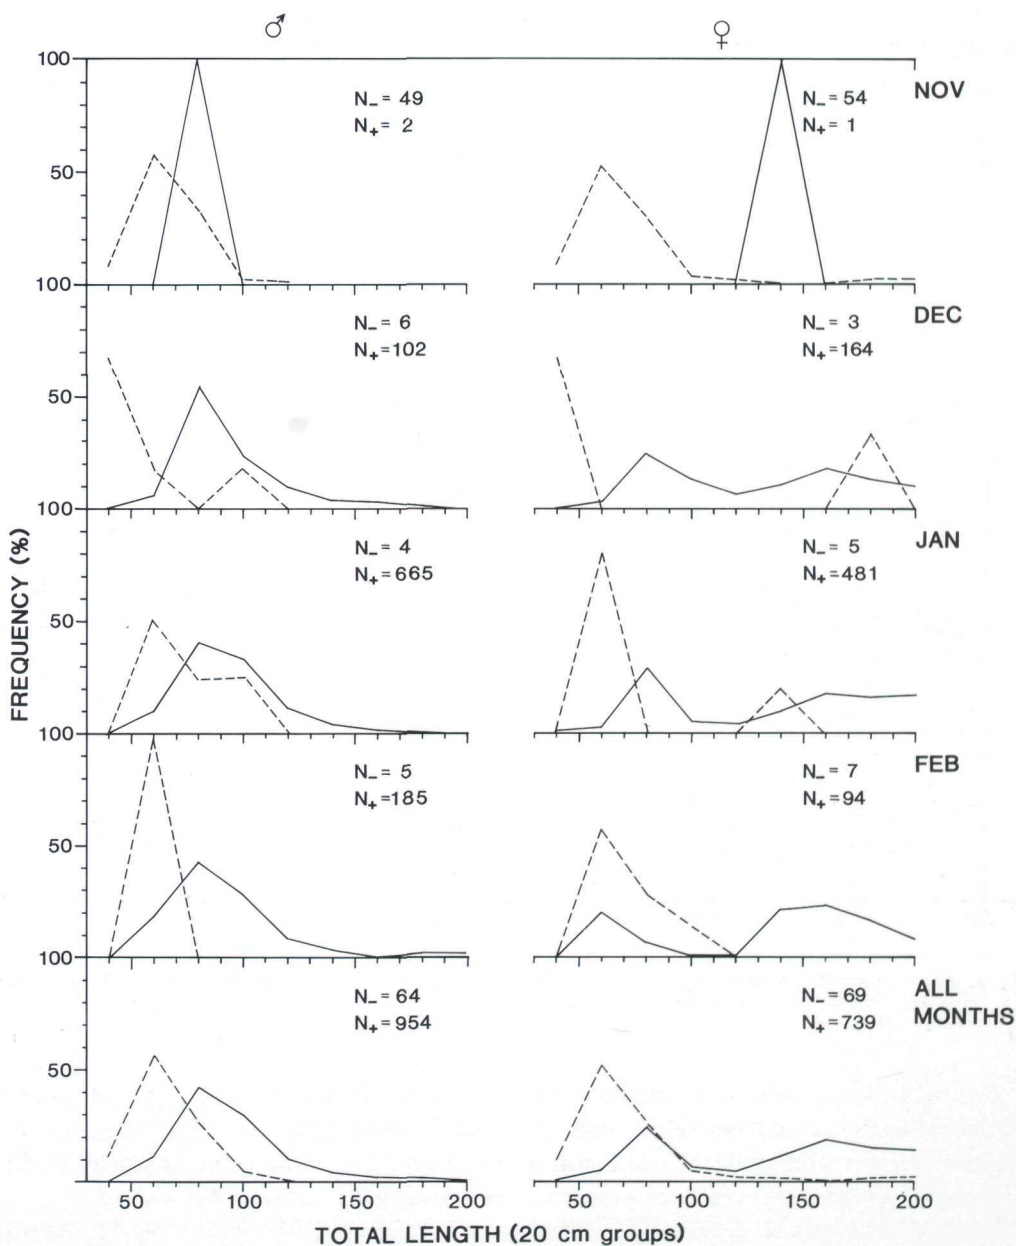 ♂ ♀
100
50
N₋ = 49
N₊ = 2
N₋ = 54
N₊ = 1
NOV
100
50
N₋ = 6
N₊ = 102
N₋ = 3
N₊ = 164
DEC
100
50
N₋ = 4
N₊ = 665
N₋ = 5
N₊ = 481
JAN
100
50
N₋ = 5
N₊ = 185
N₋ = 7
N₊ = 94
FEB
100
50
N₋ = 64
N₊ = 954
N₋ = 69
N₊ = 739
ALL
MONTHS
FREQUENCY (%)
50 100 150 200 50 100 150 200
TOTAL LENGTH (20 cm groups)